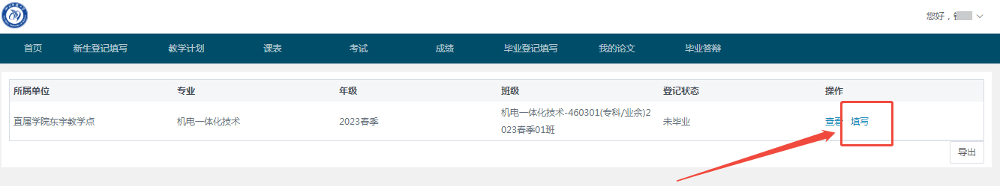 您好，
首页 新生登记填写 教学计划 课表 考试 成绩 毕业登记填写 我的论文 毕业答辩
所属单位 专业 年级 班级 登记状态 操作
直属学院东宇教学点 机电一体化技术 2023春季 机电一体化技术-460301(专科/业余)2 未毕业 查看 填写
023春季01班
导出